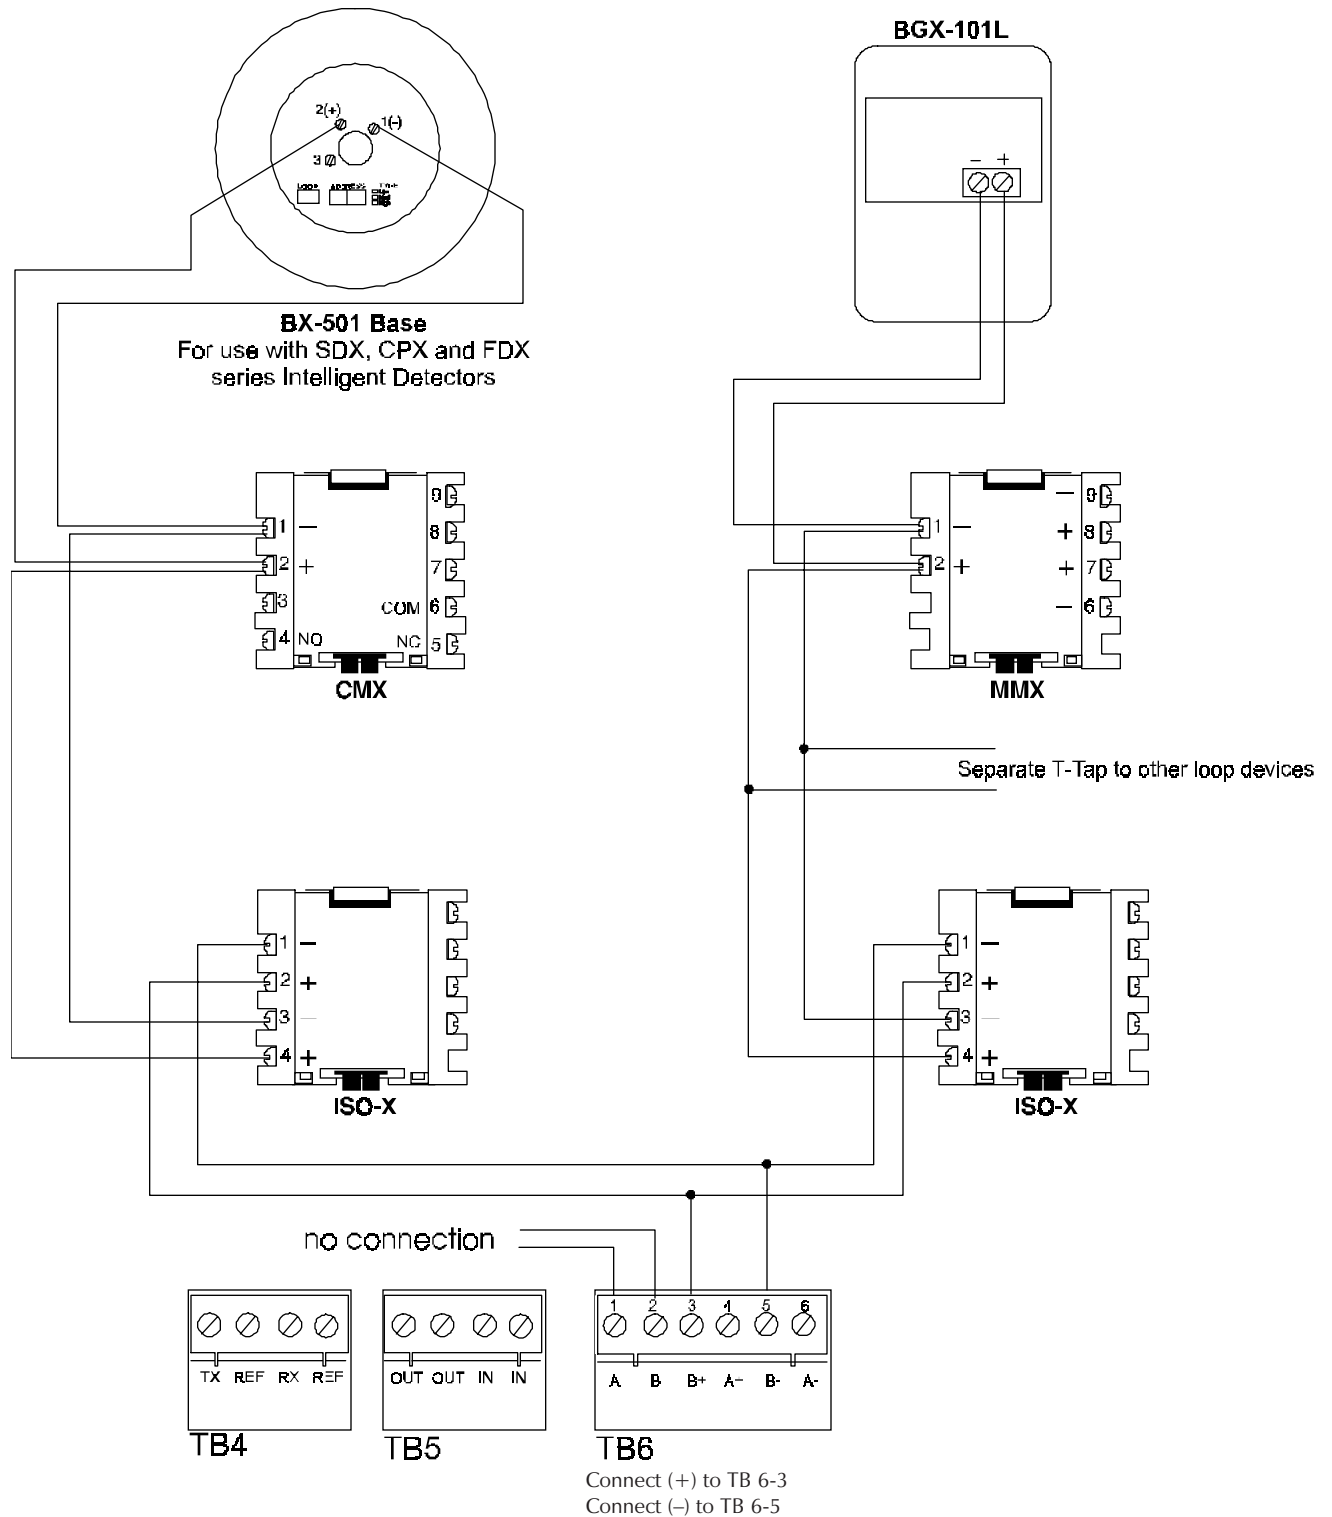 BGX-101L
2(+)
1(-)
3
LOOP ADDRESS TYPE
− +
BX-501 Base
For use with SDX, CPX and FDX
series Intelligent Detectors
9
1 − 8
2 + 7
3 COM 6
4 NO NC 5
CMX
− 9
1 − + 8
2 + + 7
− 6
MMX
Separate T-Tap to other loop devices
1 −
2 +
3 −
4 +
ISO-X
1 −
2 +
3 −
4 +
ISO-X
no connection
1 2 3 4 5 6
TX REF RX REF
OUT OUT IN IN
A B B+ A+ B- A-
TB4
TB5
TB6
Connect (+) to TB 6-3
Connect (–) to TB 6-5